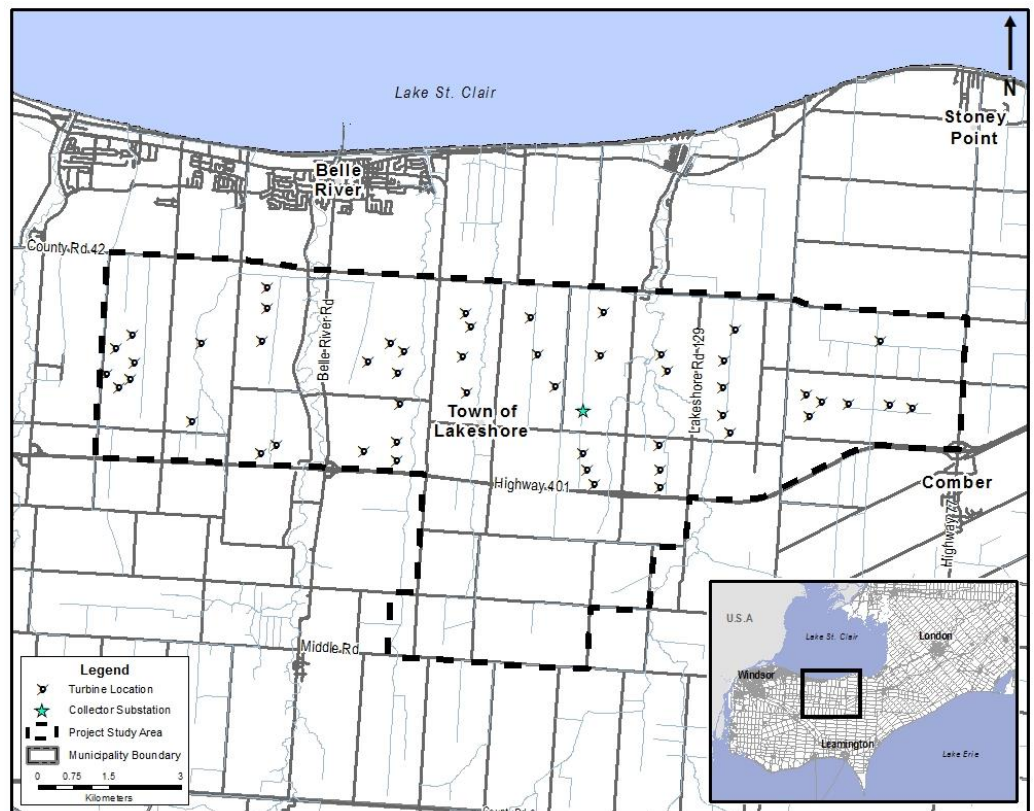 N
Lake St. Clair
Stoney
Point
Belle
River
County Rd 42
Belle River Rd
Lakeshore Rd 129
Town of
Lakeshore
Highway 401
Comber
Highway 77
Middle Rd
Legend
Turbine Location
Collector Substation
Project Study Area
Municipality Boundary
0 0.75 1.5 3
Kilometers
U.S.A
Lake St. Clair
London
Windsor
Leamington
Lake Erie